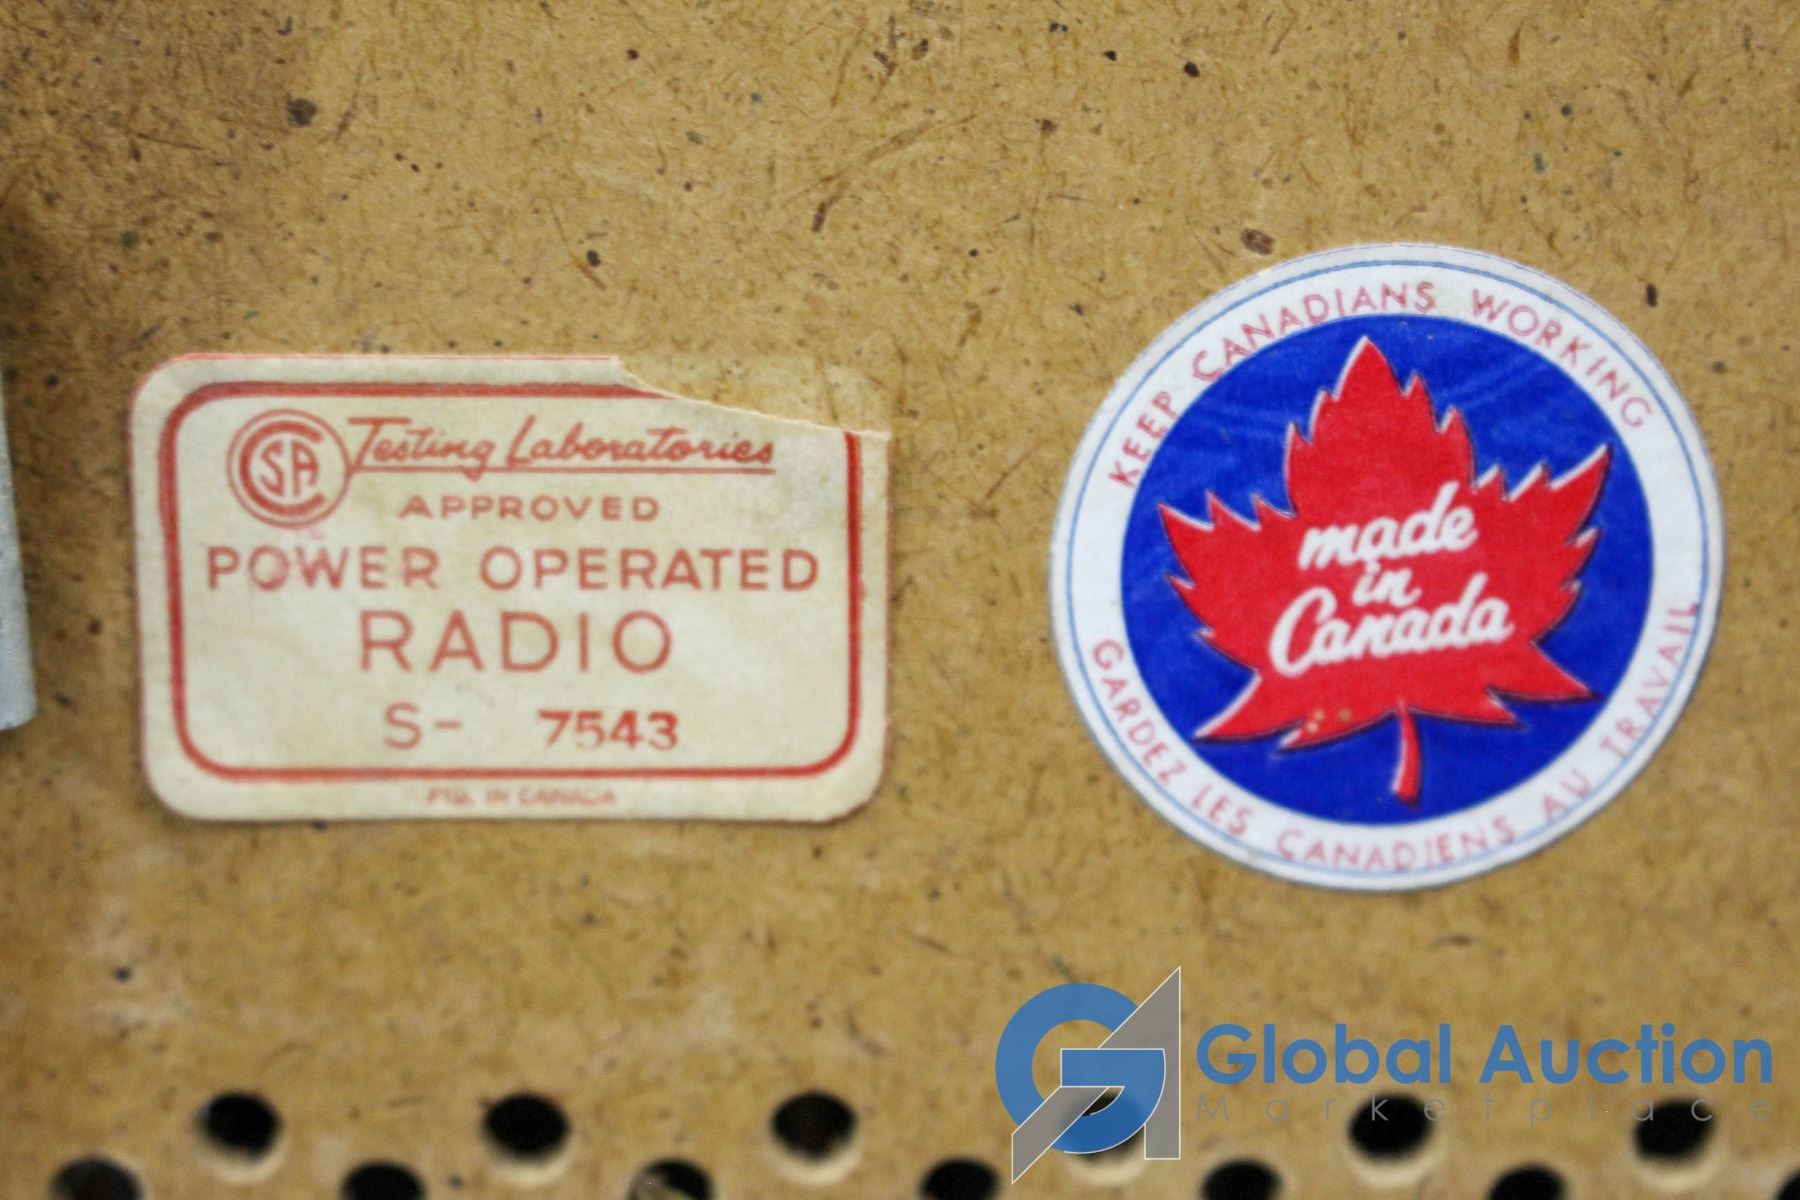 CSA Testing Laboratories
APPROVED
POWER OPERATED
RADIO
S- 7543
PTD. IN CANADA
KEEP CANADIANS WORKING
made
in
Canada
GARDEZ LES CANADIENS AU TRAVAIL
Global Auction
Marketplace